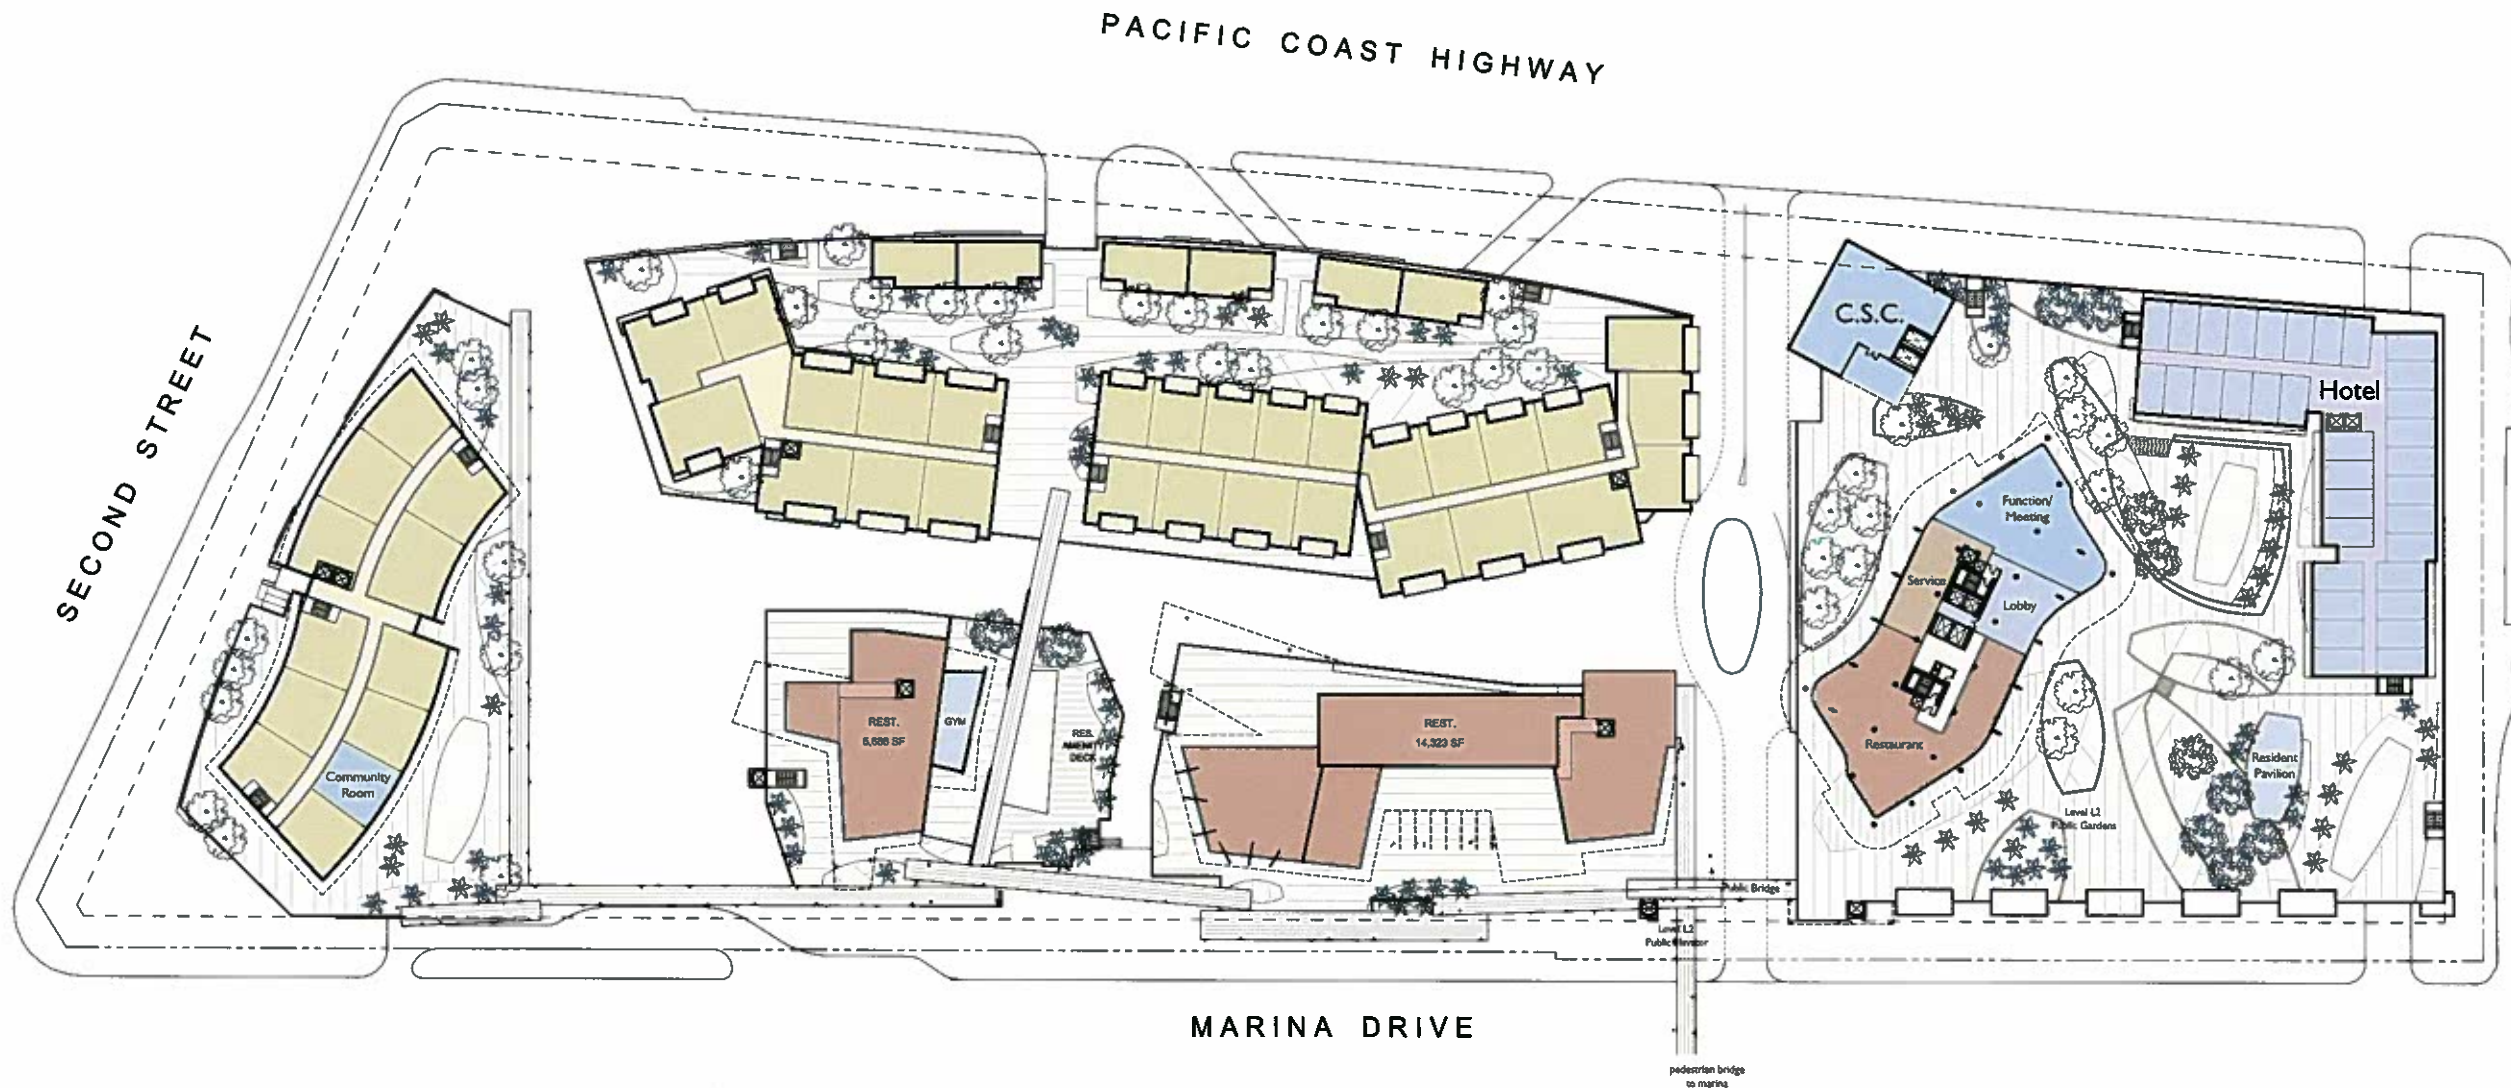 PACIFIC COAST HIGHWAY
SECOND STREET
C.S.C.
Hotel
Function/
Meeting
Service
Lobby
Restaurant
REST.
GYM
RES.
AMENITY
DECK
REST.
14,323 SF
Community
Room
Resident
Pavilion
Level L2
Public Gardens
Public Bridge
Level L2
Public Elevator
MARINA DRIVE
pedestrian bridge
to marina